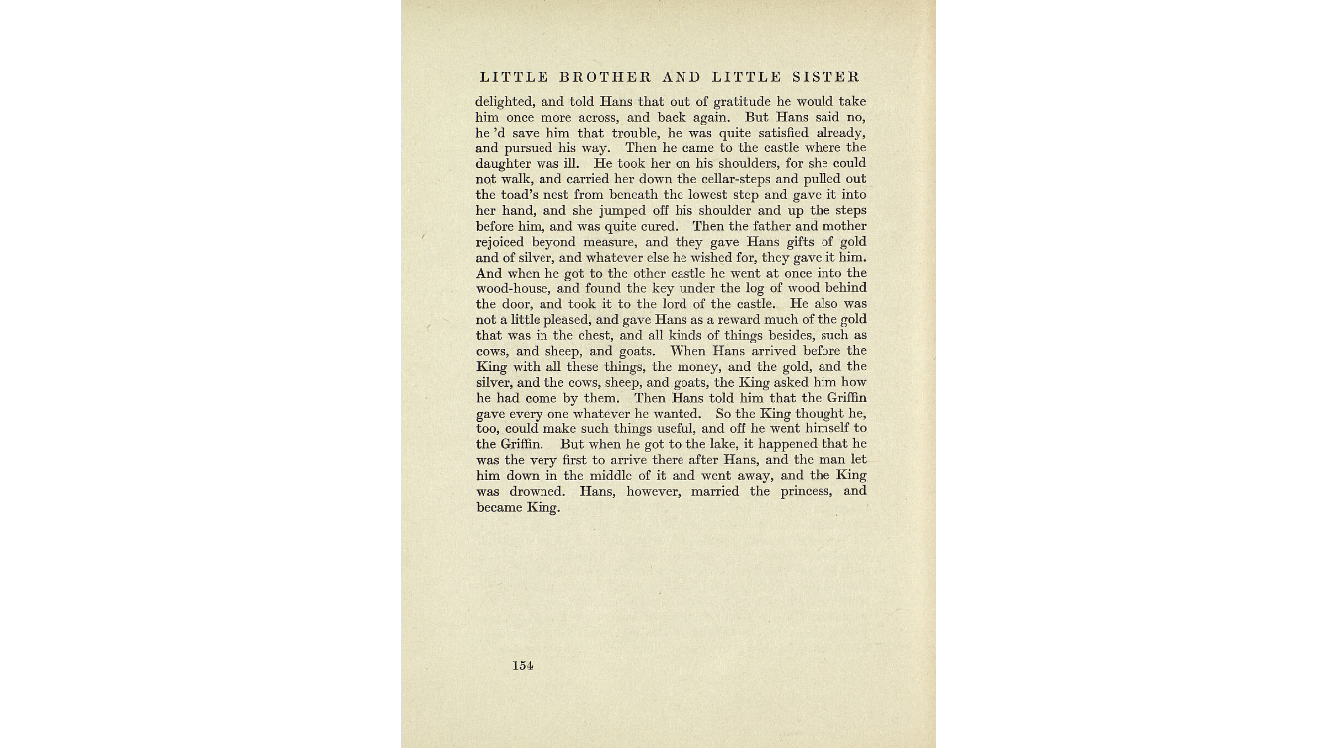 LITTLE BROTHER AND LITTLE SISTER
delighted, and told Hans that out of gratitude he would take
him once more across, and back again. But Hans said no,
he 'd save him that trouble, he was quite satisfied already,
and pursued his way. Then he came to the castle where the
daughter was ill. He took her on his shoulders, for she could
not walk, and carried her down the cellar-steps and pulled out
the toad's nest from beneath the lowest step and gave it into
her hand, and she jumped off his shoulder and up the steps
before him, and was quite cured. Then the father and mother
rejoiced beyond measure, and they gave Hans gifts of gold
and of silver, and whatever else he wished for, they gave it him.
And when he got to the other castle he went at once into the
wood-house, and found the key under the log of wood behind
the door, and took it to the lord of the castle. He also was
not a little pleased, and gave Hans as a reward much of the gold
that was in the chest, and all kinds of things besides, such as
cows, and sheep, and goats. When Hans arrived before the
King with all these things, the money, and the gold, and the
silver, and the cows, sheep, and goats, the King asked him how
he had come by them. Then Hans told him that the Griffin
gave every one whatever he wanted. So the King thought he,
too, could make such things useful, and off he went himself to
the Griffin. But when he got to the lake, it happened that he
was the very first to arrive there after Hans, and the man let
him down in the middle of it and went away, and the King
was drowned. Hans, however, married the princess, and
became King.
154